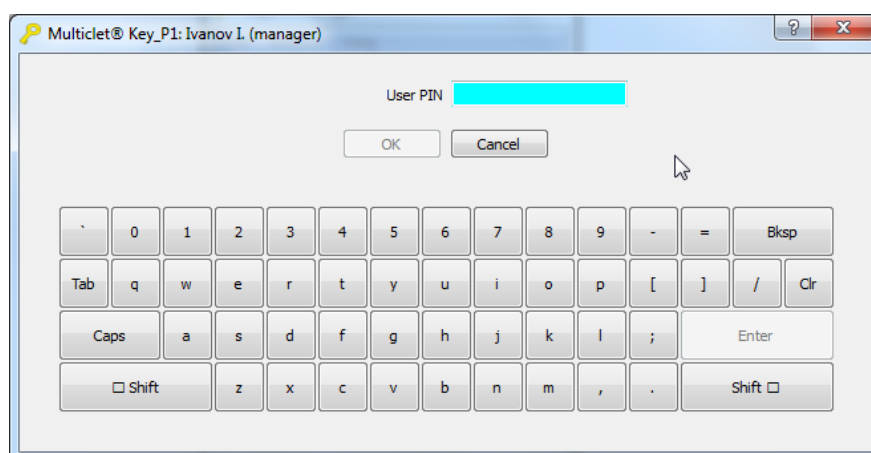 Multiclet® Key_P1: Ivanov I. (manager)
User PIN
OK Cancel
` 0 1 2 3 4 5 6 7 8 9 - = Bksp
Tab q w e r t y u i o p [ ] / Clr
Caps a s d f g h j k l ; Enter
□ Shift z x c v b n m , . Shift □